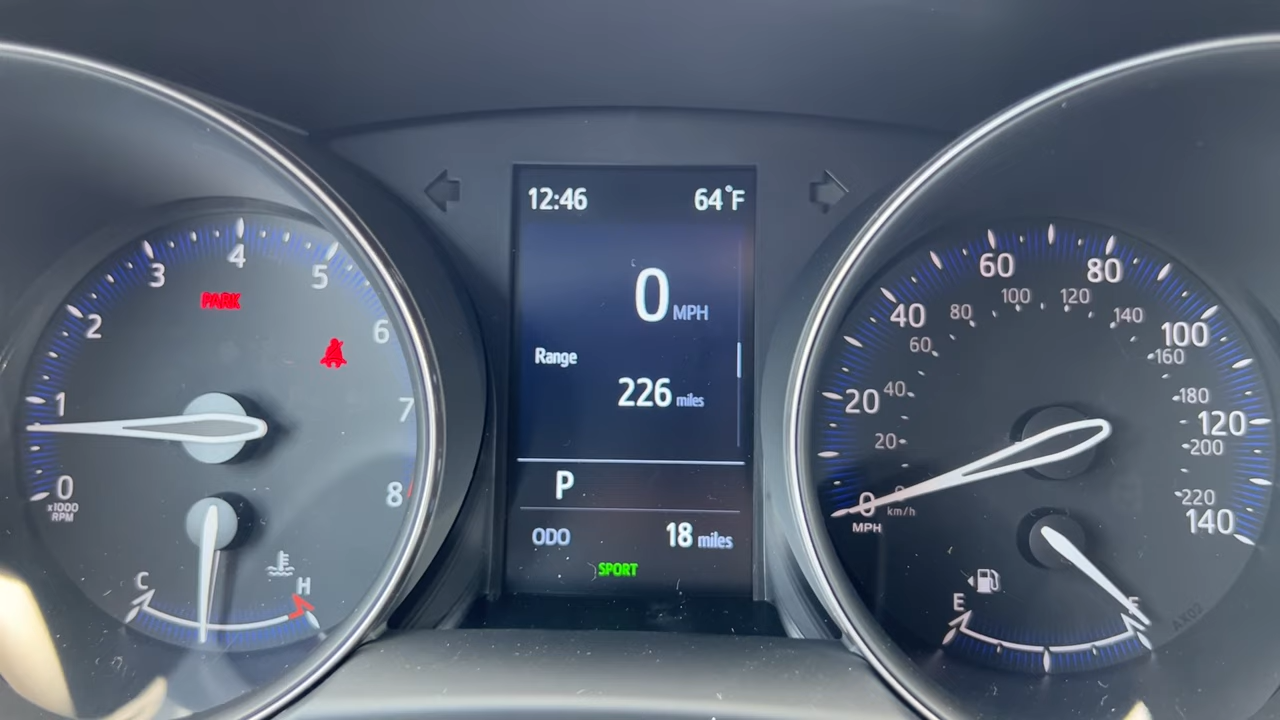 12:46 64°F
0 MPH
Range
226 miles
P
ODO 18 miles
SPORT
0 1 2 3 4 5 6 7 8
x1000
RPM
PARK
C H
0 20 40 60 80 100 120 140
MPH
0 20 40 60 80 100 120 140 160 180 200 220
km/h
E F
AX02